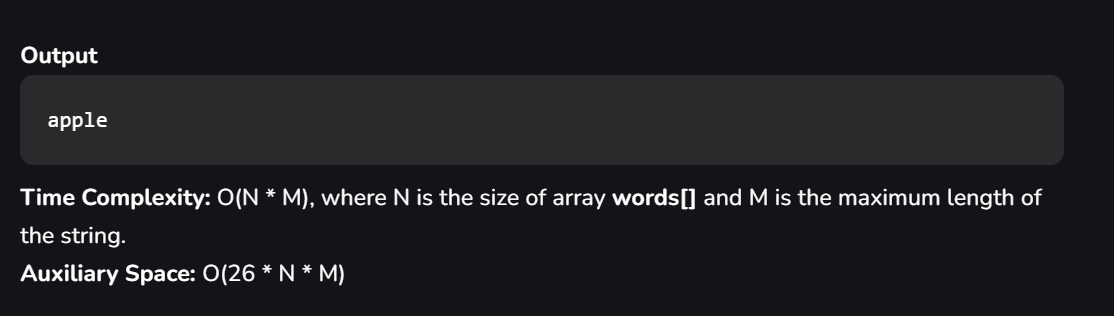 Output
apple
Time Complexity: O(N * M), where N is the size of array words[] and M is the maximum length of
the string.
Auxiliary Space: O(26 * N * M)